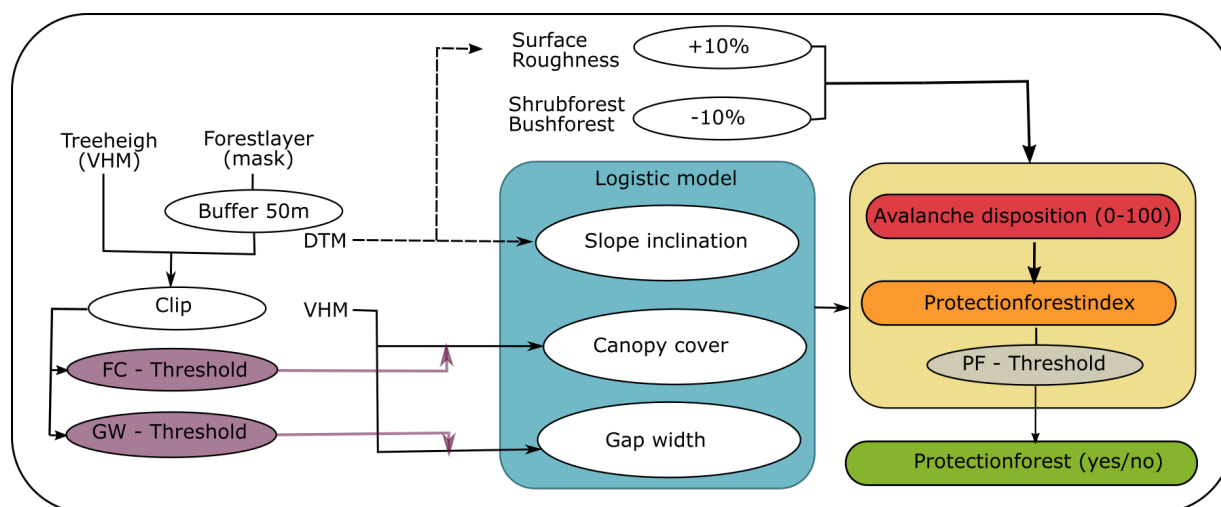 Surface
Roughness
+10%
Shrubforest
Bushforest
-10%
Treeheigh
(VHM)
Forestlayer
(mask)
Buffer 50m
DTM
Clip
VHM
FC - Threshold
GW - Threshold
Logistic model
Slope inclination
Canopy cover
Gap width
Avalanche disposition (0-100)
Protectionforestindex
PF - Threshold
Protectionforest (yes/no)